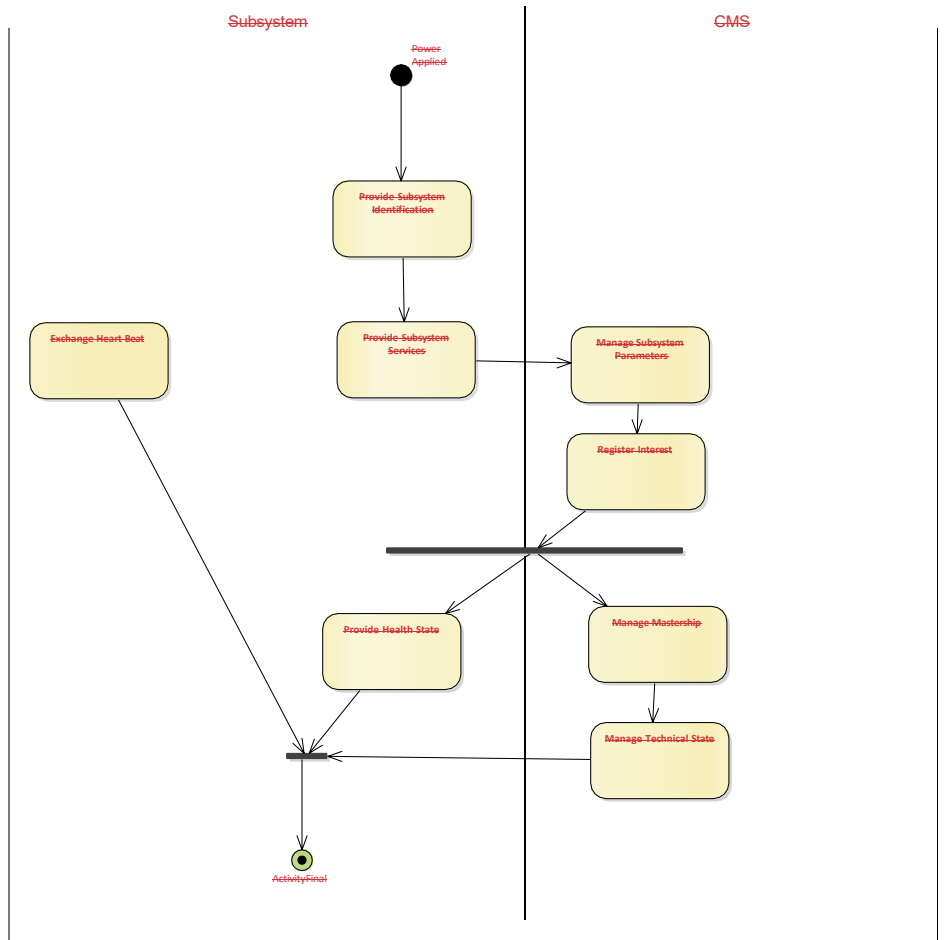 Subsystem
CMS
Power
Applied
Provide Subsystem
Identification
Exchange Heart Beat
Provide Subsystem
Services
Manage Subsystem
Parameters
Register Interest
Provide Health State
Manage Mastership
Manage Technical State
ActivityFinal